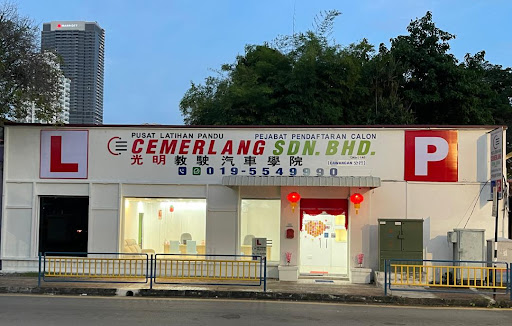 L
PUSAT LATIHAN PANDU
PEJABAT PENDAFTARAN CALON
CEMERLANG SDN. BHD.
光明 教駛汽車學院
019-5549990
P
L